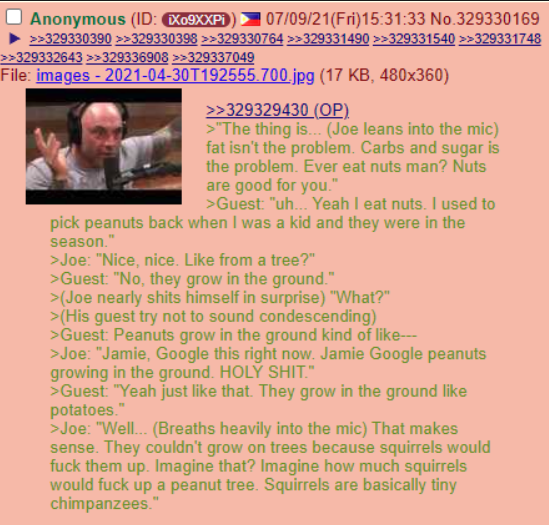 Anonymous (ID: iXo9XXPi) 07/09/21(Fri)15:31:33 No.329330169
>>329330390 >>329330398 >>329330764 >>329331490 >>329331540 >>329331748
>>329332643 >>329336908 >>329337049
File: images - 2021-04-30T192555.700.jpg (17 KB, 480x360)
>>329329430 (OP)
>"The thing is... (Joe leans into the mic)
fat isn't the problem. Carbs and sugar is
the problem. Ever eat nuts man? Nuts
are good for you."
>Guest: "uh... Yeah I eat nuts. I used to
pick peanuts back when I was a kid and they were in the
season."
>Joe: "Nice, nice. Like from a tree?"
>Guest: "No, they grow in the ground."
>(Joe nearly shits himself in surprise) "What?"
>(His guest try not to sound condescending)
>Guest: Peanuts grow in the ground kind of like---
>Joe: "Jamie, Google this right now. Jamie Google peanuts
growing in the ground. HOLY SHIT."
>Guest: "Yeah just like that. They grow in the ground like
potatoes."
>Joe: "Well... (Breaths heavily into the mic) That makes
sense. They couldn't grow on trees because squirrels would
fuck them up. Imagine that? Imagine how much squirrels
would fuck up a peanut tree. Squirrels are basically tiny
chimpanzees."